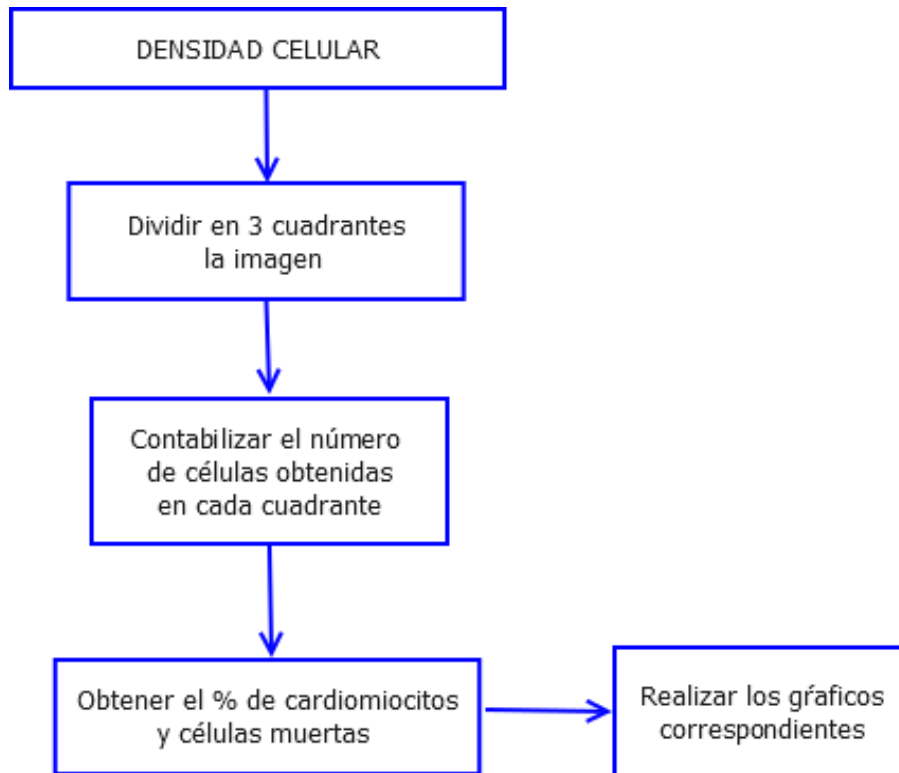 DENSIDAD CELULAR
Dividir en 3 cuadrantes
la imagen
Contabilizar el número
de células obtenidas
en cada cuadrante
Obtener el % de cardiomiocitos
y células muertas
Realizar los gŕaficos
correspondientes